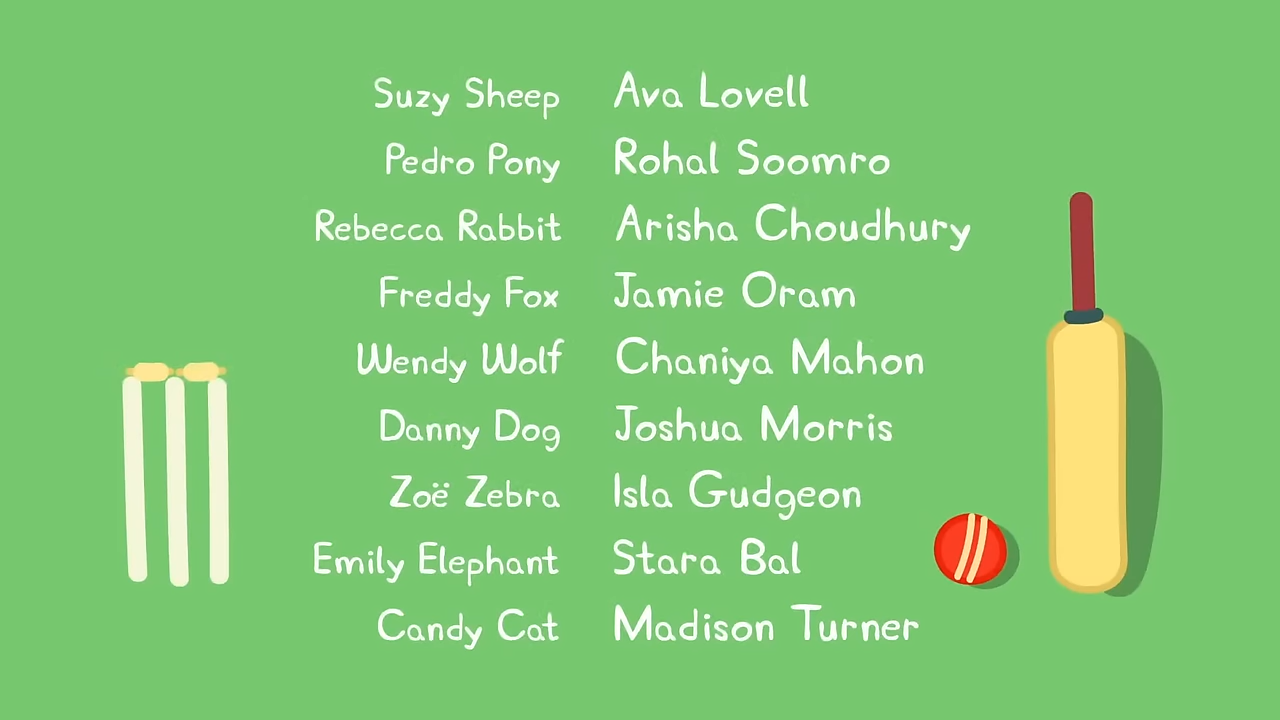 Suzy Sheep Ava Lovell
Pedro Pony Rohal Soomro
Rebecca Rabbit Arisha Choudhury
Freddy Fox Jamie Oram
Wendy Wolf Chaniya Mahon
Danny Dog Joshua Morris
Zoë Zebra Isla Gudgeon
Emily Elephant Stara Bal
Candy Cat Madison Turner